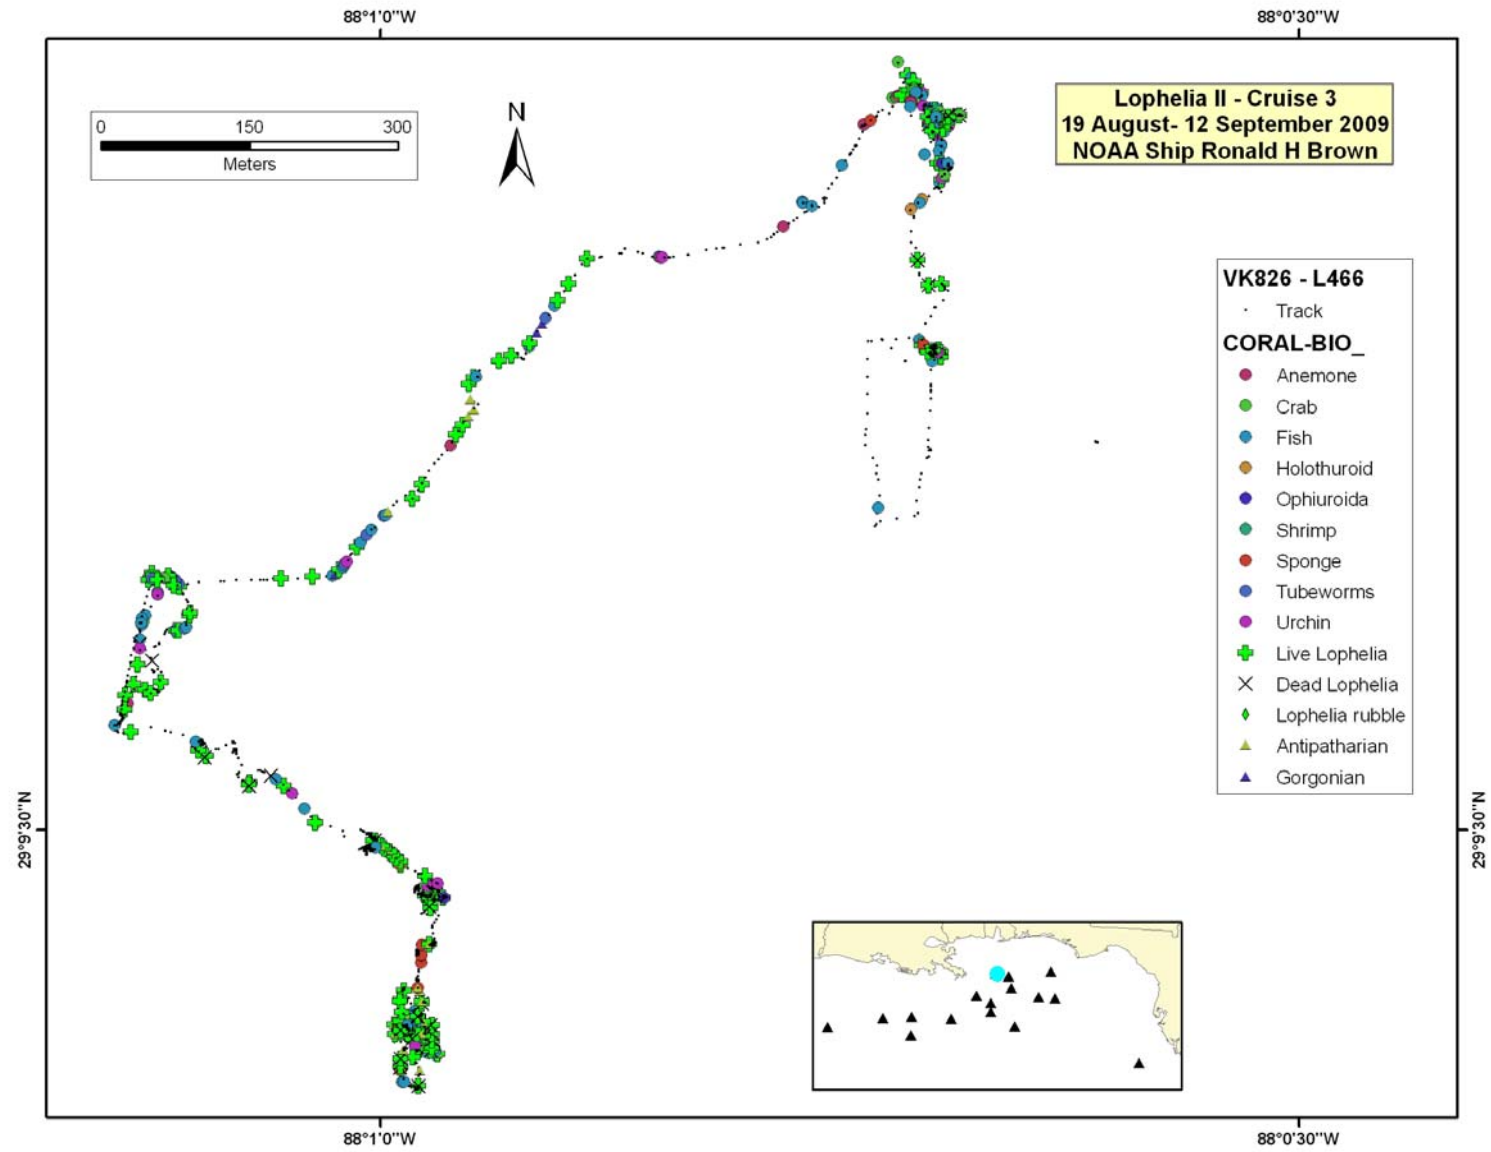 88°1'0"W
88°0'30"W
0 150 300
Meters
N
Lophelia II - Cruise 3
19 August- 12 September 2009
NOAA Ship Ronald H Brown
VK826 - L466
Track
CORAL-BIO_
Anemone
Crab
Fish
Holothuroid
Ophiuroida
Shrimp
Sponge
Tubeworms
Urchin
Live Lophelia
Dead Lophelia
Lophelia rubble
Antipatharian
Gorgonian
29°9'30"N
29°9'30"N
88°1'0"W
88°0'30"W